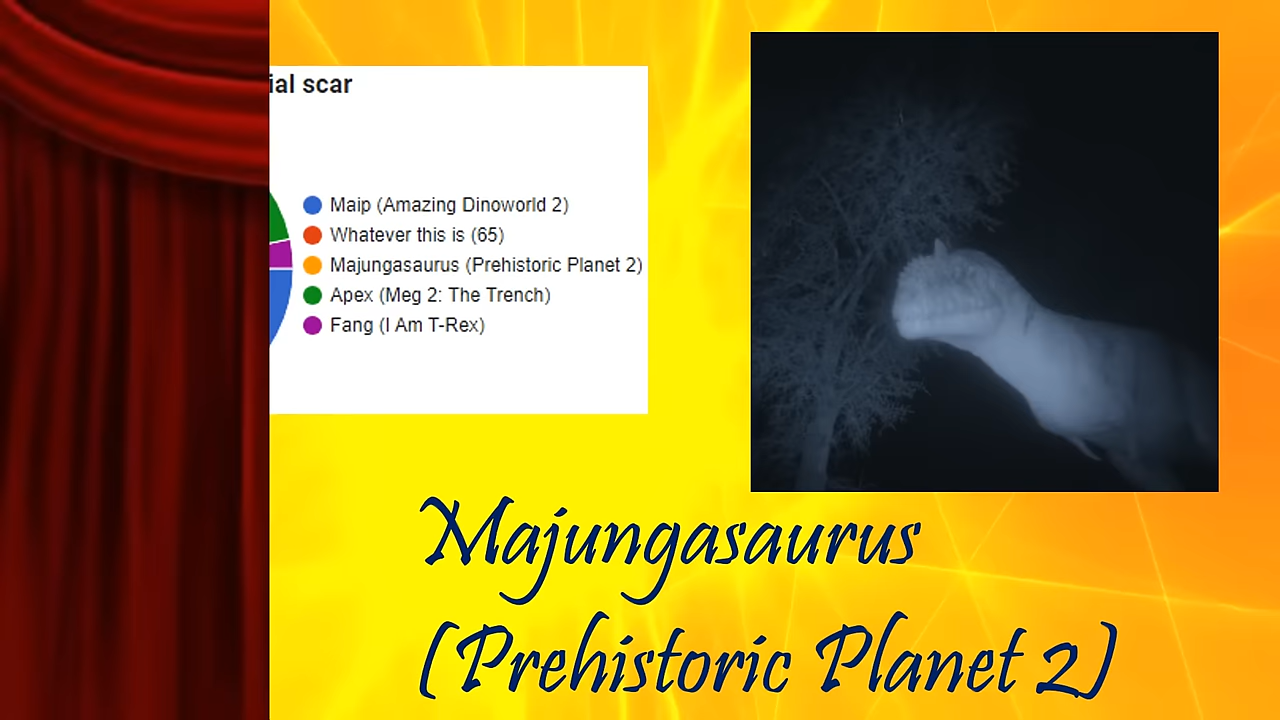 ial scar
Maip (Amazing Dinoworld 2)
Whatever this is (65)
Majungasaurus (Prehistoric Planet 2)
Apex (Meg 2: The Trench)
Fang (I Am T-Rex)
Majungasaurus
(Prehistoric Planet 2)